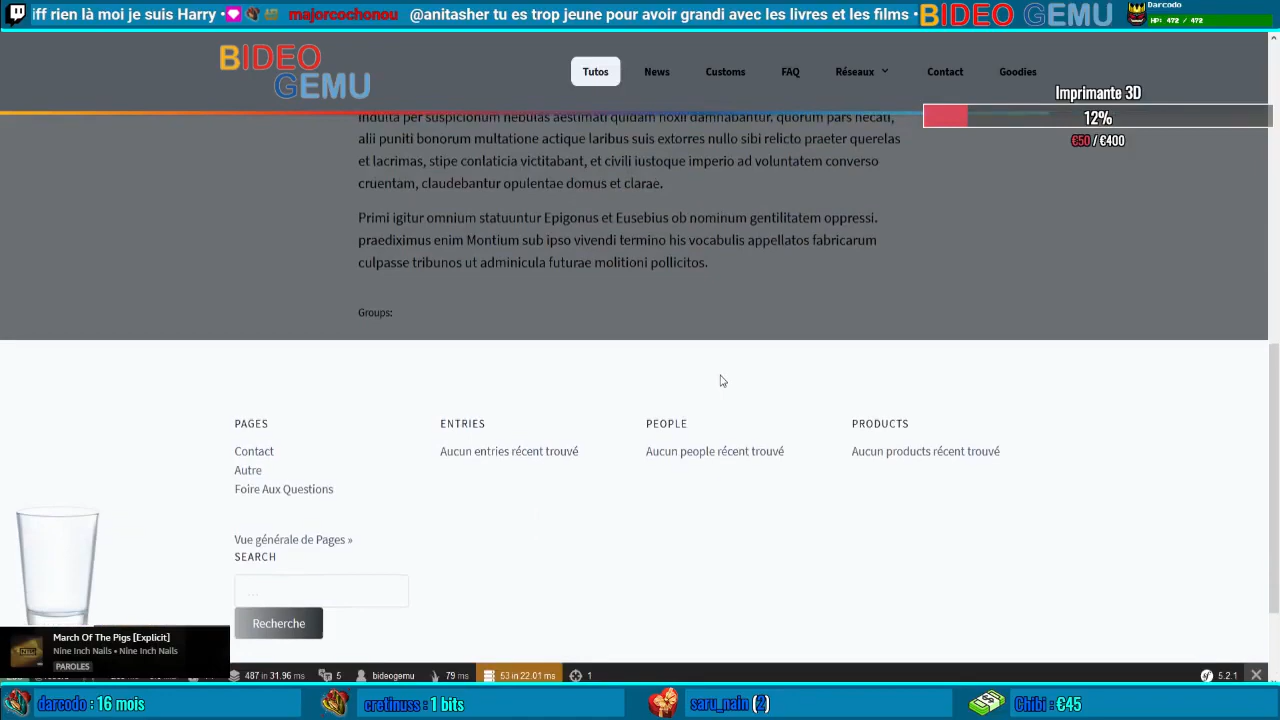 iff rien là moi je suis Harry • majorcochonou @anitasher tu es trop jeune pour avoir grandi avec les livres et les films •
BIDEO GEMU
Darcodo
HP: 472 / 472
BIDEO
GEMU
Tutos News Customs FAQ Réseaux Contact Goodies
Imprimante 3D
12%
€50 / €400
indulta per suspicionum nebulas aestimati quidam noxii damnabantur. quorum pars necati,
alii puniti bonorum multatione actique laribus suis extorres nullo sibi relicto praeter querelas
et lacrimas, stipe conlaticia victitabant, et civili iustoque imperio ad voluntatem converso
cruentam, claudebantur opulentae domus et clarae.
Primi igitur omnium statuuntur Epigonus et Eusebius ob nominum gentilitatem oppressi.
praediximus enim Montium sub ipso vivendi termino his vocabulis appellatos fabricarum
culpasse tribunos ut adminicula futurae molitioni pollicitos.
Groups:
PAGES ENTRIES PEOPLE PRODUCTS
Contact Aucun entries récent trouvé Aucun people récent trouvé Aucun products récent trouvé
Autre
Foire Aux Questions
Vue générale de Pages »
SEARCH
...
Recherche
March Of The Pigs [Explicit]
Nine Inch Nails • Nine Inch Nails
PAROLES
487 in 31.96 ms 5 bideogemu 79 ms 53 in 22.01 ms 1 5.2.1
darcodo : 16 mois cretinuss : 1 bits saru_nain (2) Chibi : €45